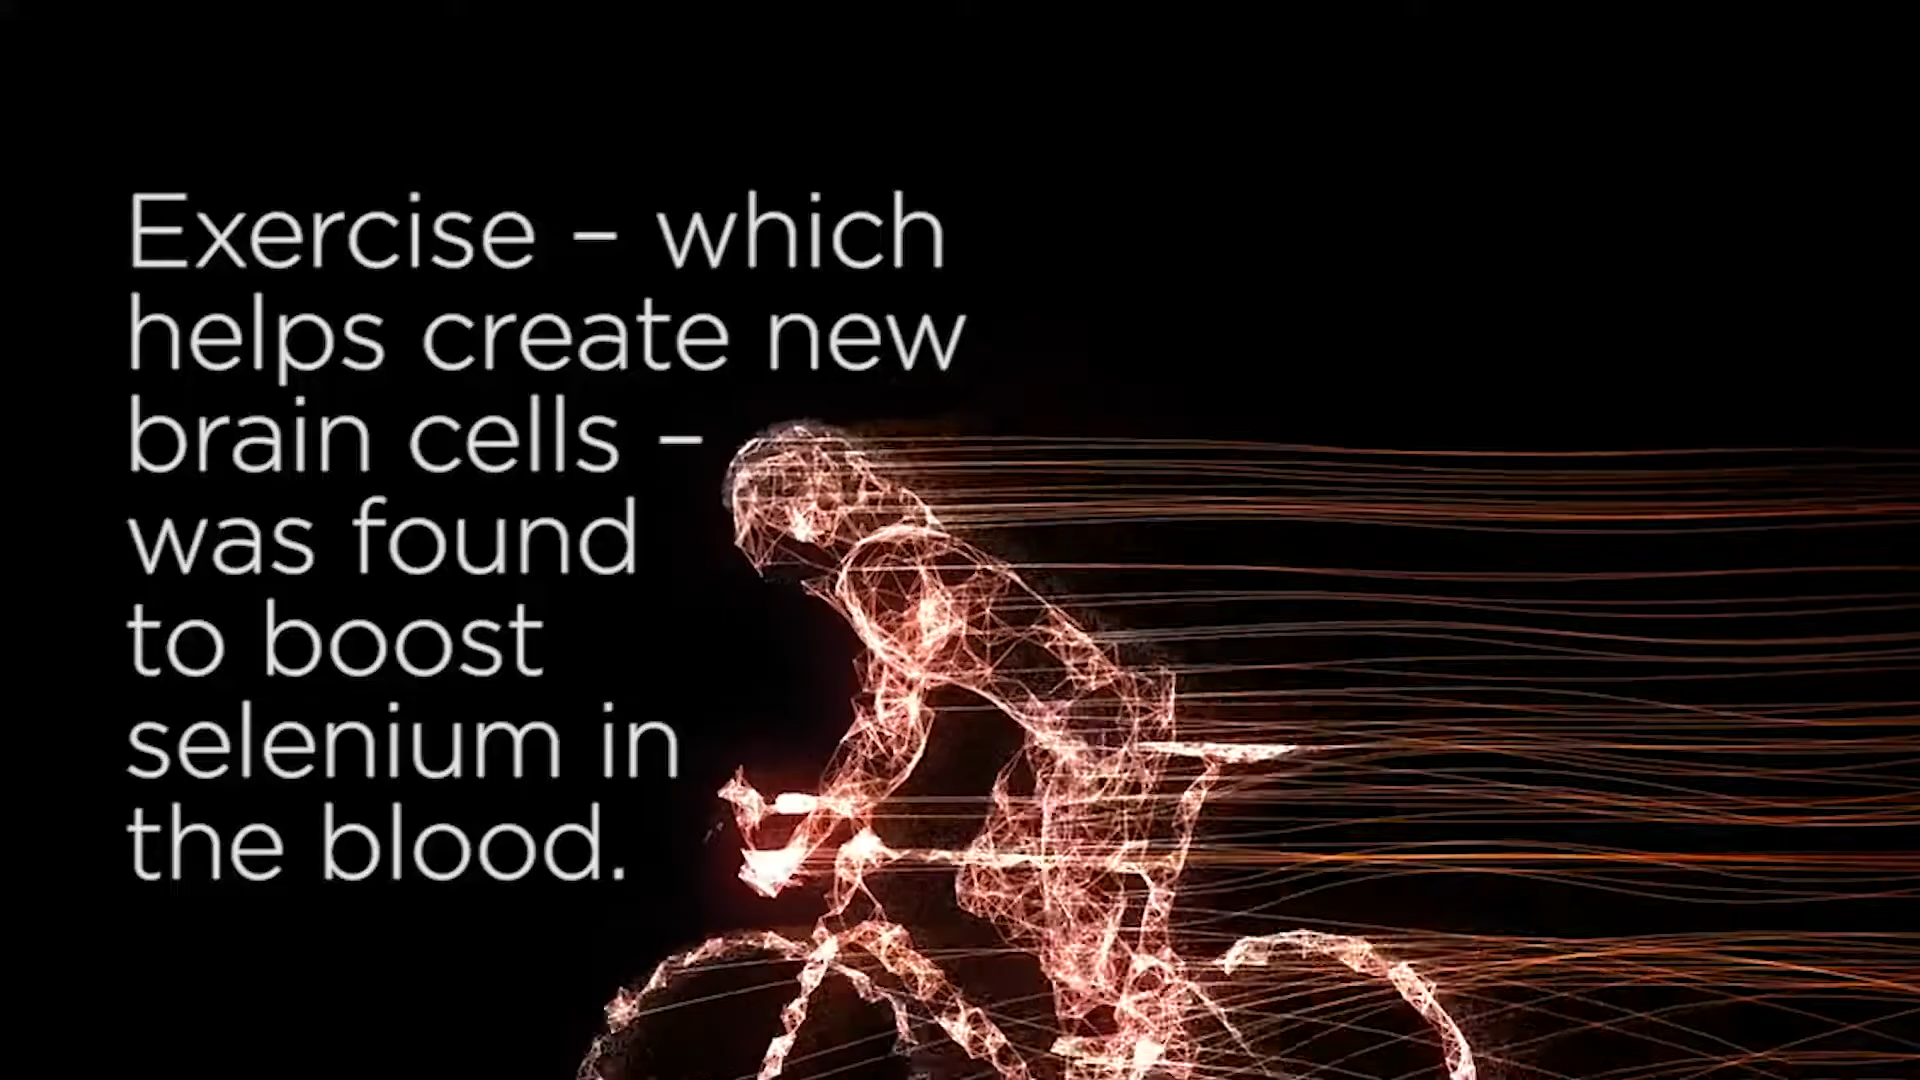 Exercise – which
helps create new
brain cells –
was found
to boost
selenium in
the blood.